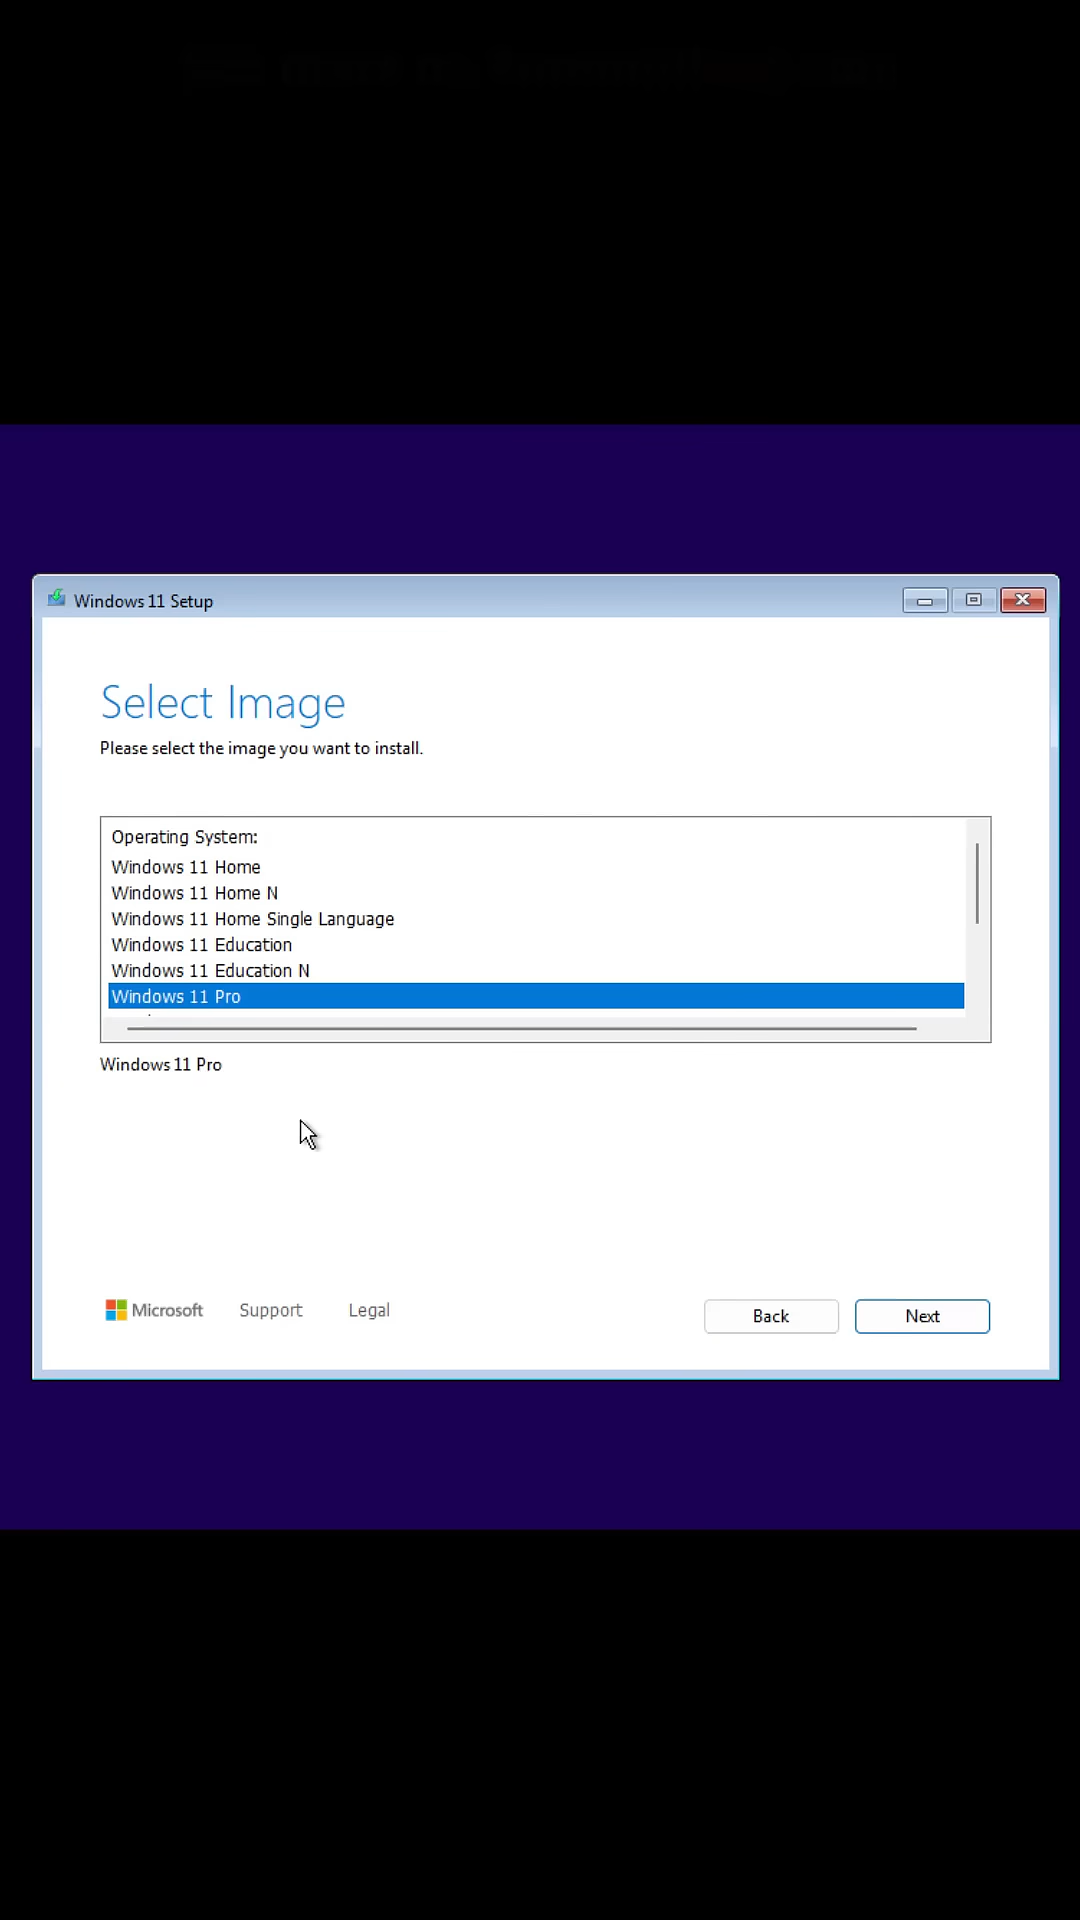 Windows 11 Setup
Select Image
Please select the image you want to install.
Operating System:
Windows 11 Home
Windows 11 Home N
Windows 11 Home Single Language
Windows 11 Education
Windows 11 Education N
Windows 11 Pro
Windows 11 Pro
Microsoft Support Legal
Back Next